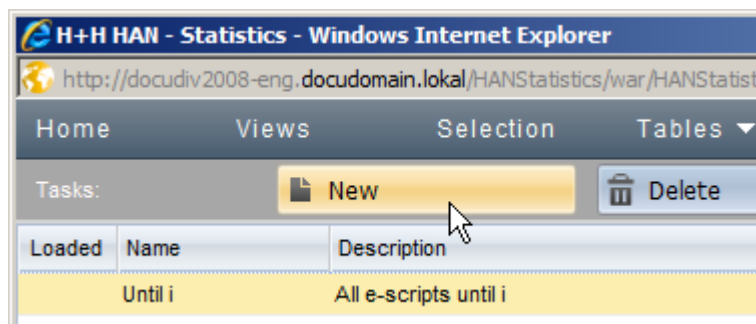 H+H HAN - Statistics - Windows Internet Explorer
http://docudiv2008-eng.docudomain.lokal/HANStatistics/war/HANStatist
Home Views Selection Tables
Tasks: New Delete
Loaded Name Description
Until i All e-scripts until i